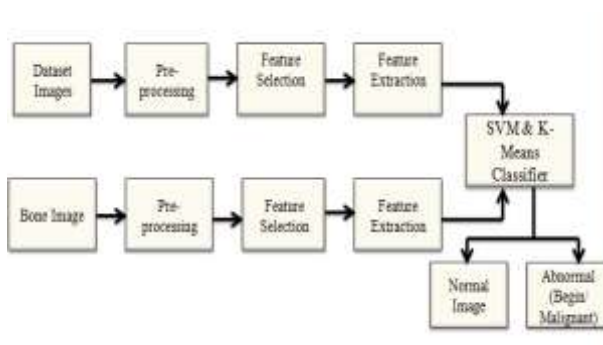 Dataset
Images
Pre-
processing
Feature
Selection
Feature
Extraction
SVM & K-
Means
Classifier
Bone Image
Pre-
processing
Feature
Selection
Feature
Extraction
Normal
Image
Abnormal
(Begin/
Malignant)